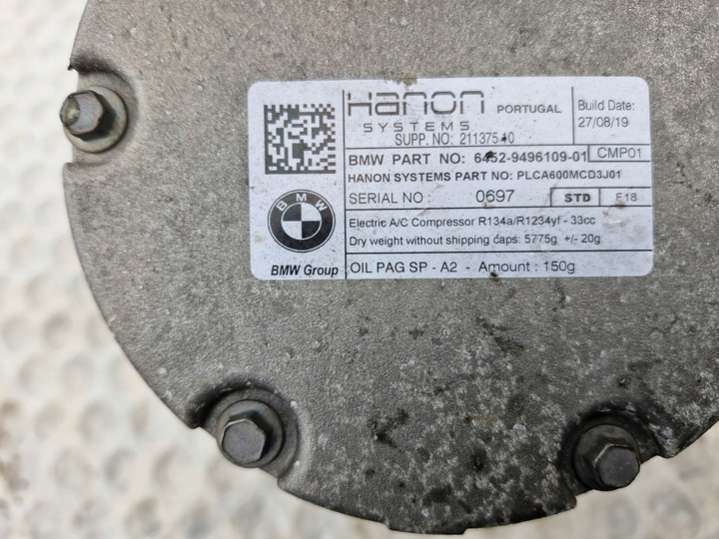 Hanon PORTUGAL
SYSTEMS
SUPP. NO: 21137540
Build Date:
27/08/19
BMW PART NO: 6452-9496109-01 CMP01
HANON SYSTEMS PART NO: PLCA600MCD3J01
SERIAL NO : 0697 STD E18
BMW
Electric A/C Compressor R134a/R1234yf - 33cc
Dry weight without shipping caps: 5775g +/- 20g
BMW Group
OIL PAG SP - A2 - Amount : 150g